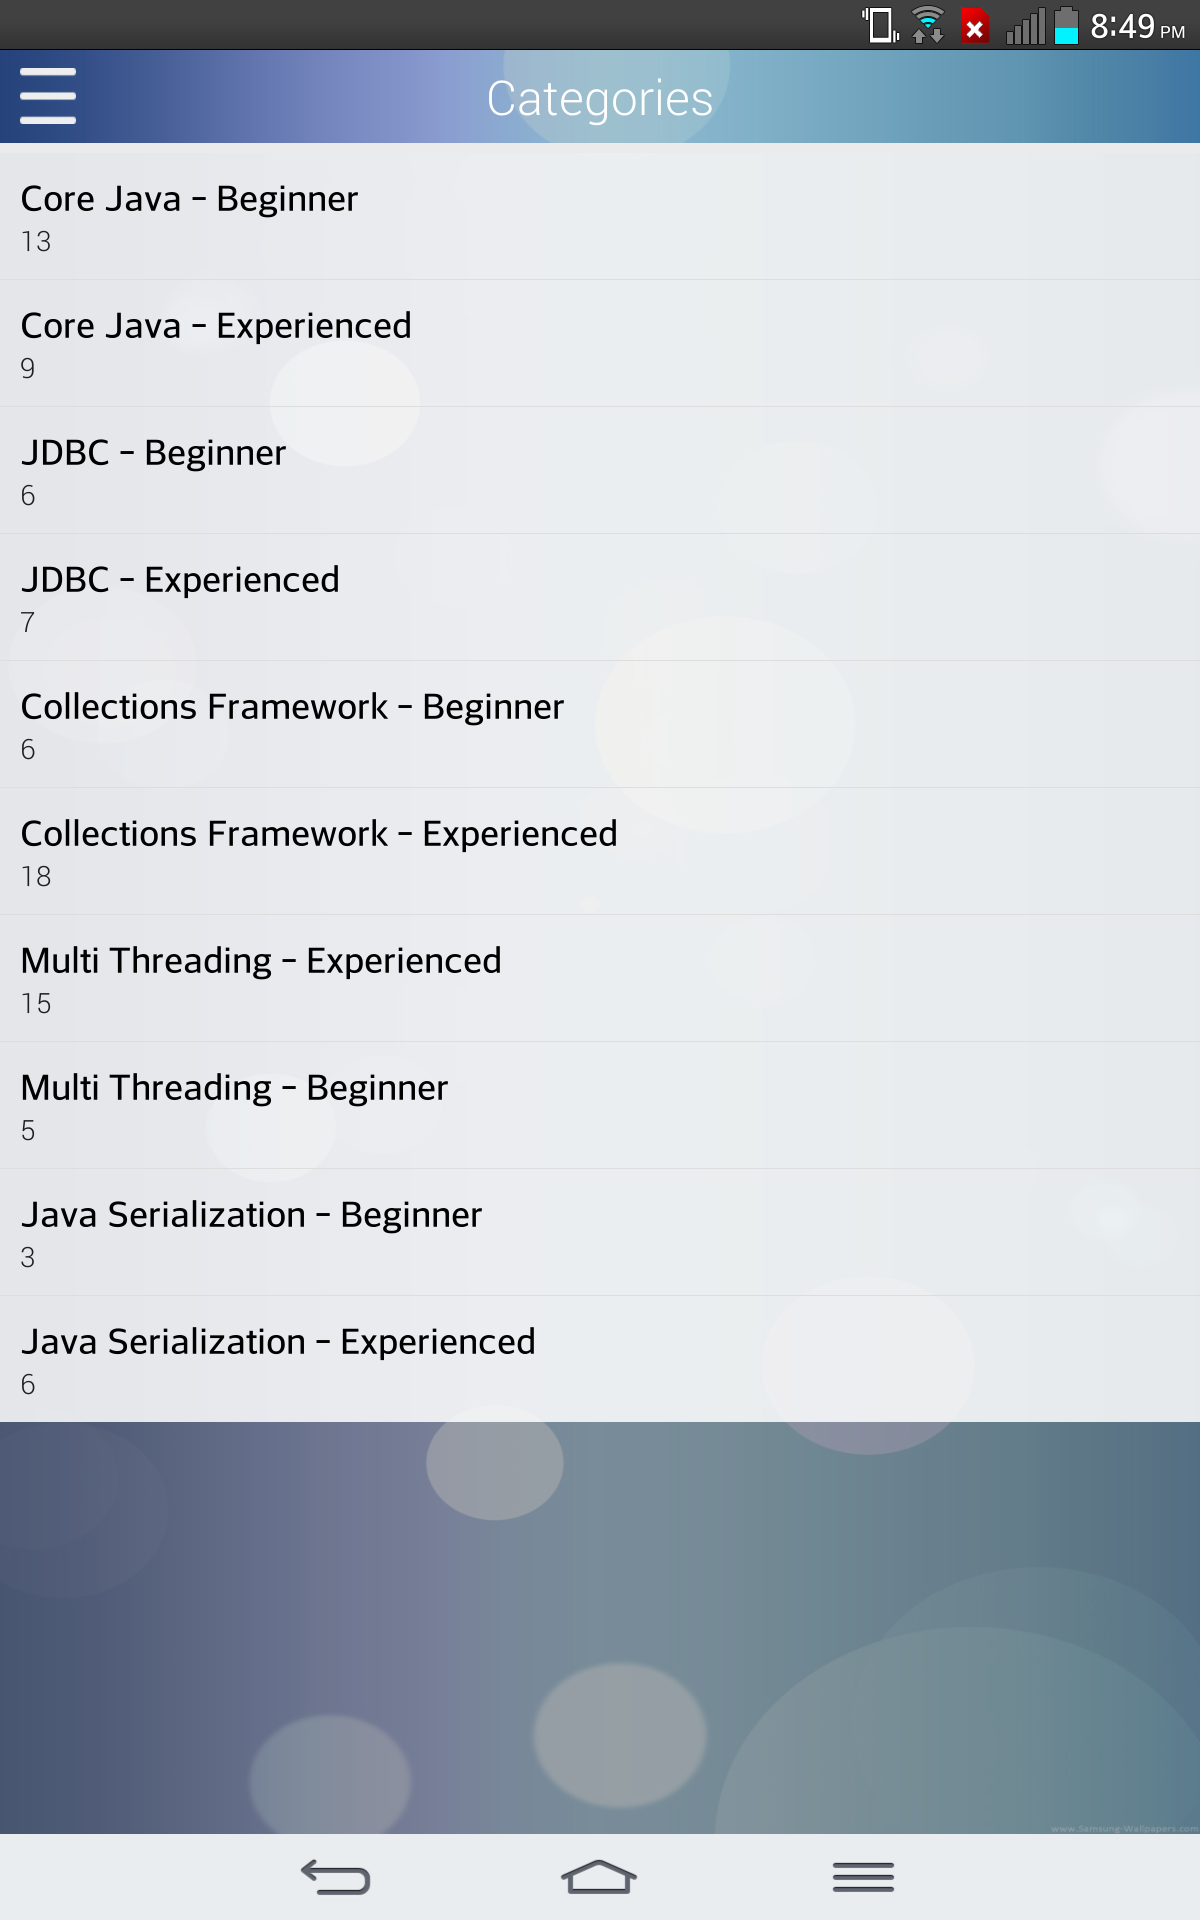 8:49 PM
Categories
Core Java - Beginner
13
Core Java - Experienced
9
JDBC - Beginner
6
JDBC - Experienced
7
Collections Framework - Beginner
6
Collections Framework - Experienced
18
Multi Threading - Experienced
15
Multi Threading - Beginner
5
Java Serialization - Beginner
3
Java Serialization - Experienced
6
www.Samsung-Wallpapers.com